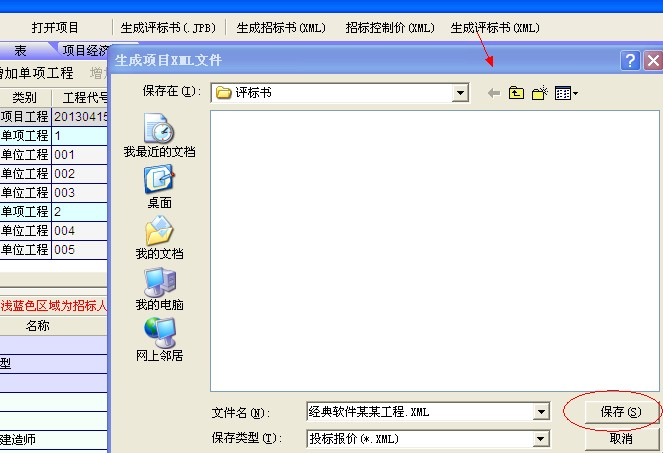 打开项目 生成评标书(.JPB) 生成招标书(XML) 招标控制价(XML) 生成评标书(XML)
表 项目经济
生成项目XML文件
增加单项工程 增
保存在(I): 评标书
类别 工程代号
项目工程 20130415
单项工程 1
单位工程 001
单位工程 002
单位工程 003
单项工程 2
单位工程 004
单位工程 005
我最近的文档
桌面
我的文档
我的电脑
网上邻居
浅蓝色区域为招标人
名称
型
建造师
文件名(N): 经典软件某某工程.XML 保存(S)
保存类型(T): 投标报价(*.XML) 取消